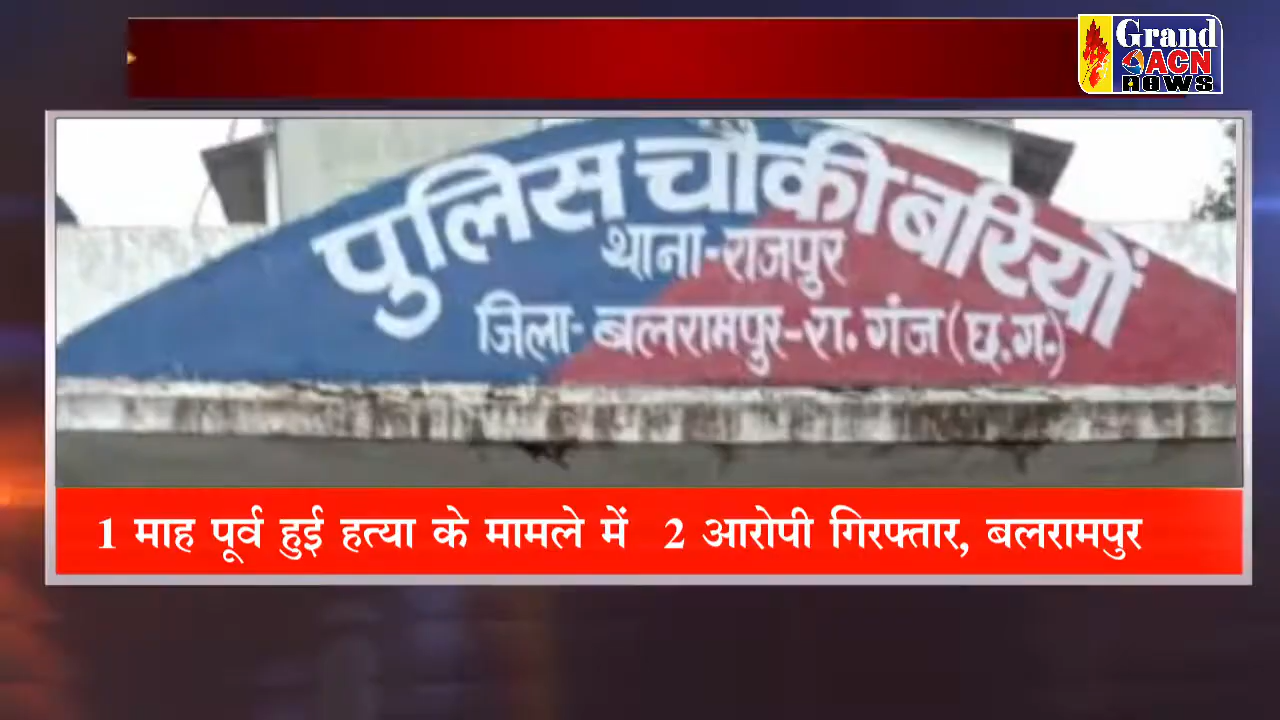 Grand
ACN
news
पुलिस चौकी बरियों
थाना-राजपुर
जिला-बलरामपुर-रा. गंज (छ.ग.)
1 माह पूर्व हुई हत्या के मामले में 2 आरोपी गिरफ्तार, बलरामपुर